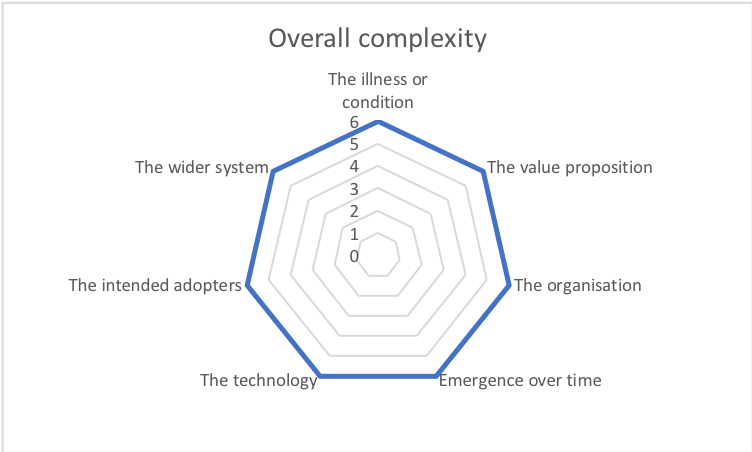 Overall complexity
The illness or
condition
6
5
4
3
2
1
0
The wider system
The value proposition
The intended adopters
The organisation
The technology
Emergence over time